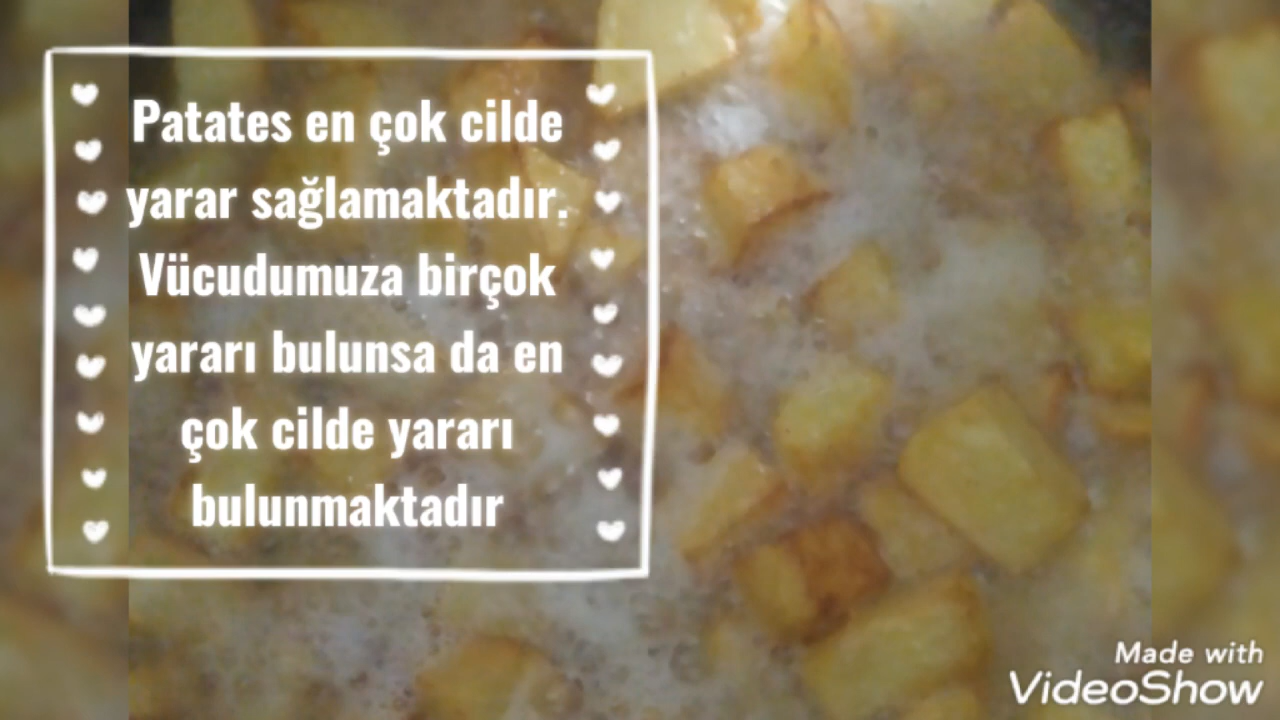 Patates en çok cilde
yarar sağlamaktadır.
Vücudumuza birçok
yararı bulunsa da en
çok cilde yararı
bulunmaktadır
Made with
VideoShow